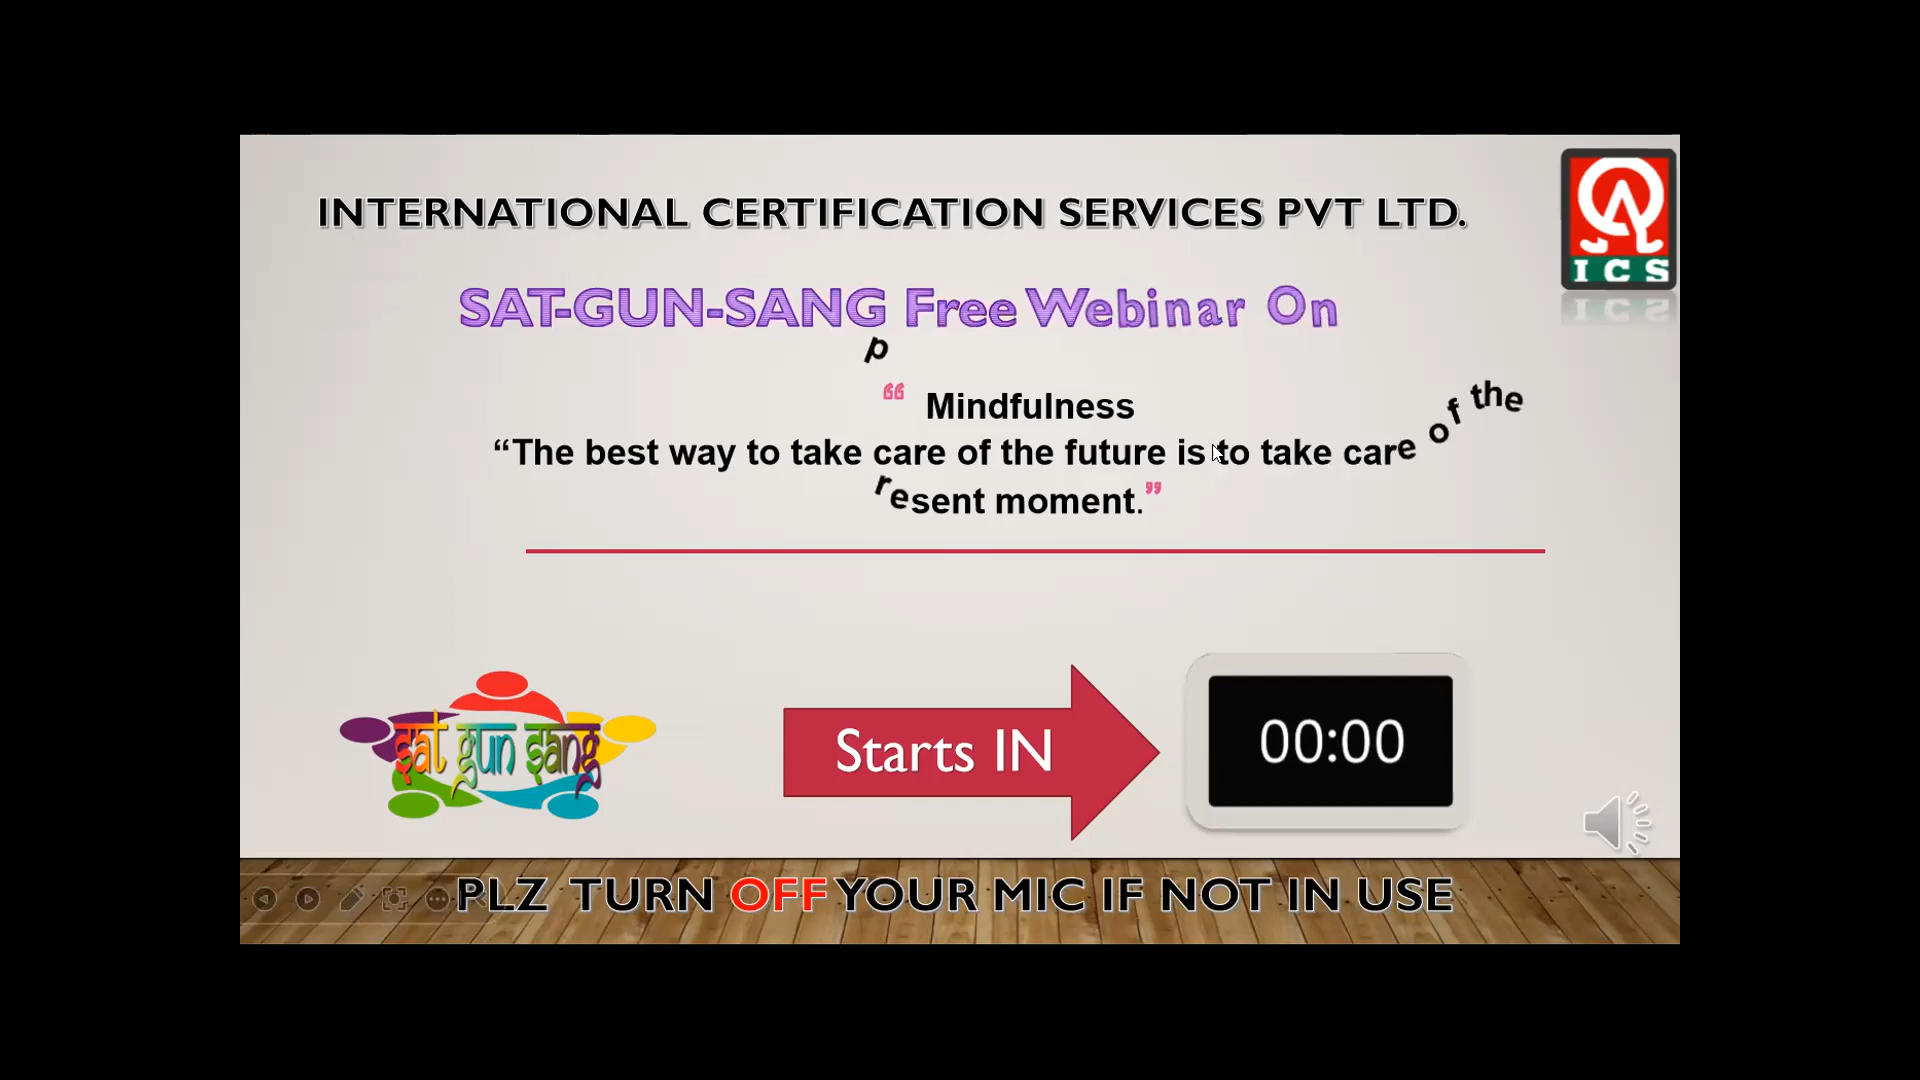 INTERNATIONAL CERTIFICATION SERVICES PVT LTD.
ICS
SAT-GUN-SANG Free Webinar On
“ Mindfulness
“The best way to take care of the future is to take care of the
present moment.”
sat gun sang
Starts IN
00:00
PLZ TURN OFF YOUR MIC IF NOT IN USE